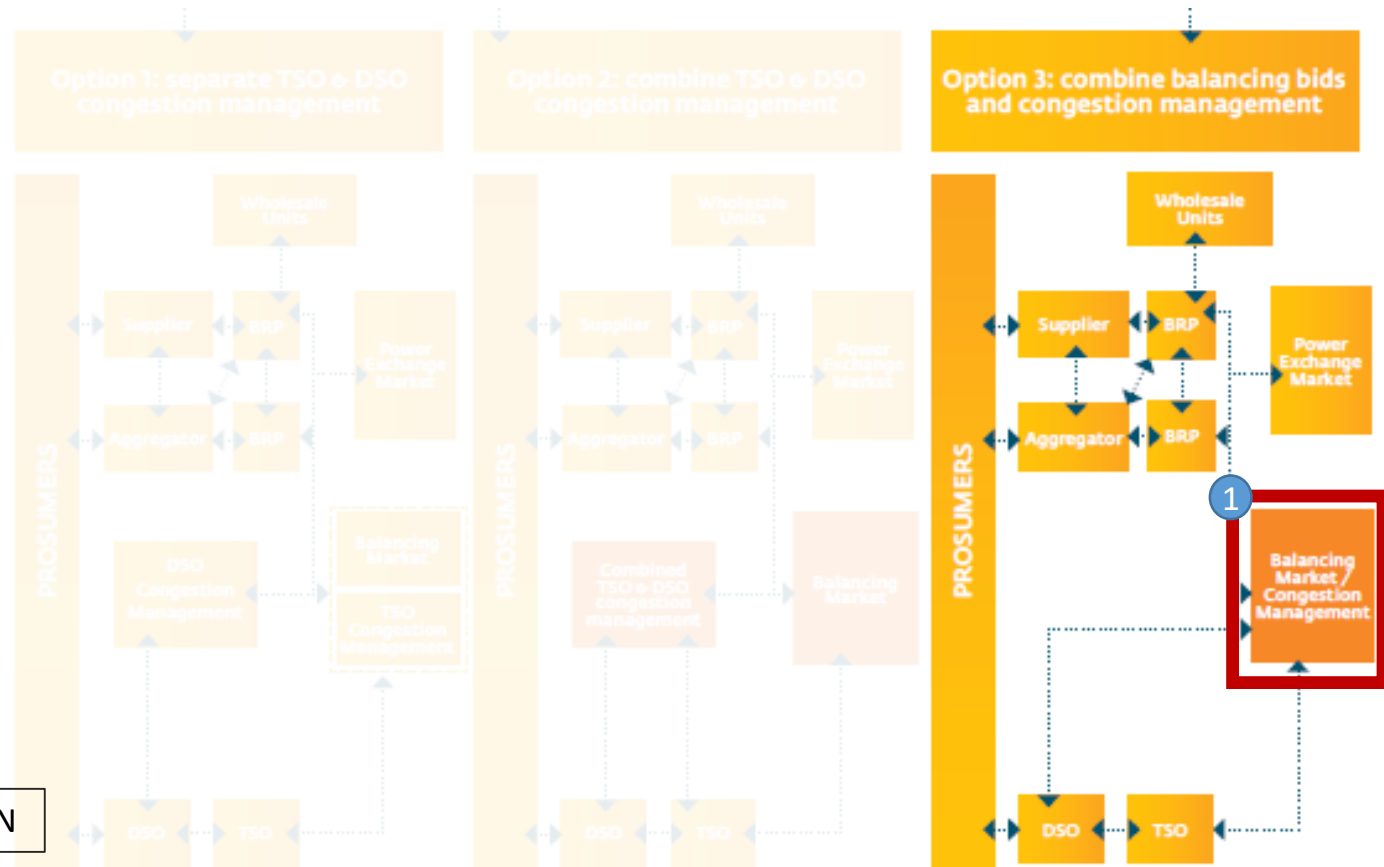 Option 1: separate TSO & DSO
congestion management
PROSUMERS
Wholesale
Units
Supplier
BRP
Power
Exchange
Market
Aggregator
BRP
DSO
Congestion
Management
Balancing
Market
TSO
Congestion
Management
DSO
TSO
N
Option 2: combine TSO & DSO
congestion management
PROSUMERS
Wholesale
Units
Supplier
BRP
Power
Exchange
Market
Aggregator
BRP
Combined
TSO & DSO
congestion
management
Balancing
Market
DSO
TSO
Option 3: combine balancing bids
and congestion management
PROSUMERS
Wholesale
Units
Supplier
BRP
Power
Exchange
Market
Aggregator
BRP
1
Balancing
Market /
Congestion
Management
DSO
TSO